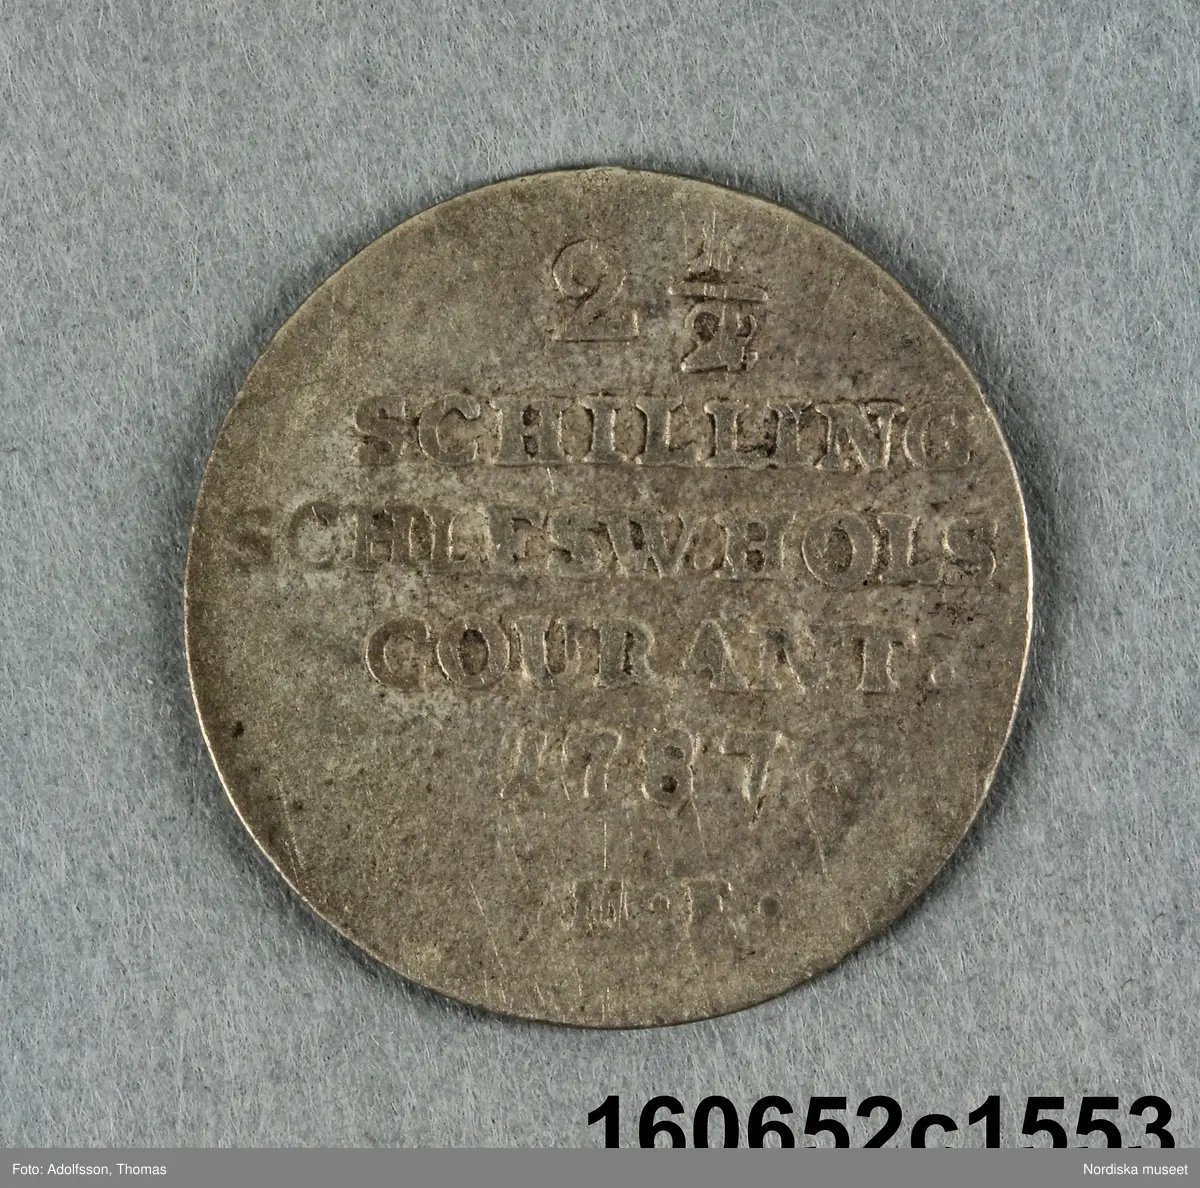 2 1/2
SCHILLING
SCHLESW.HOLS
COURANT.
1787.
M.F.
160652c1553
Foto: Adolfsson, Thomas
Nordiska museet